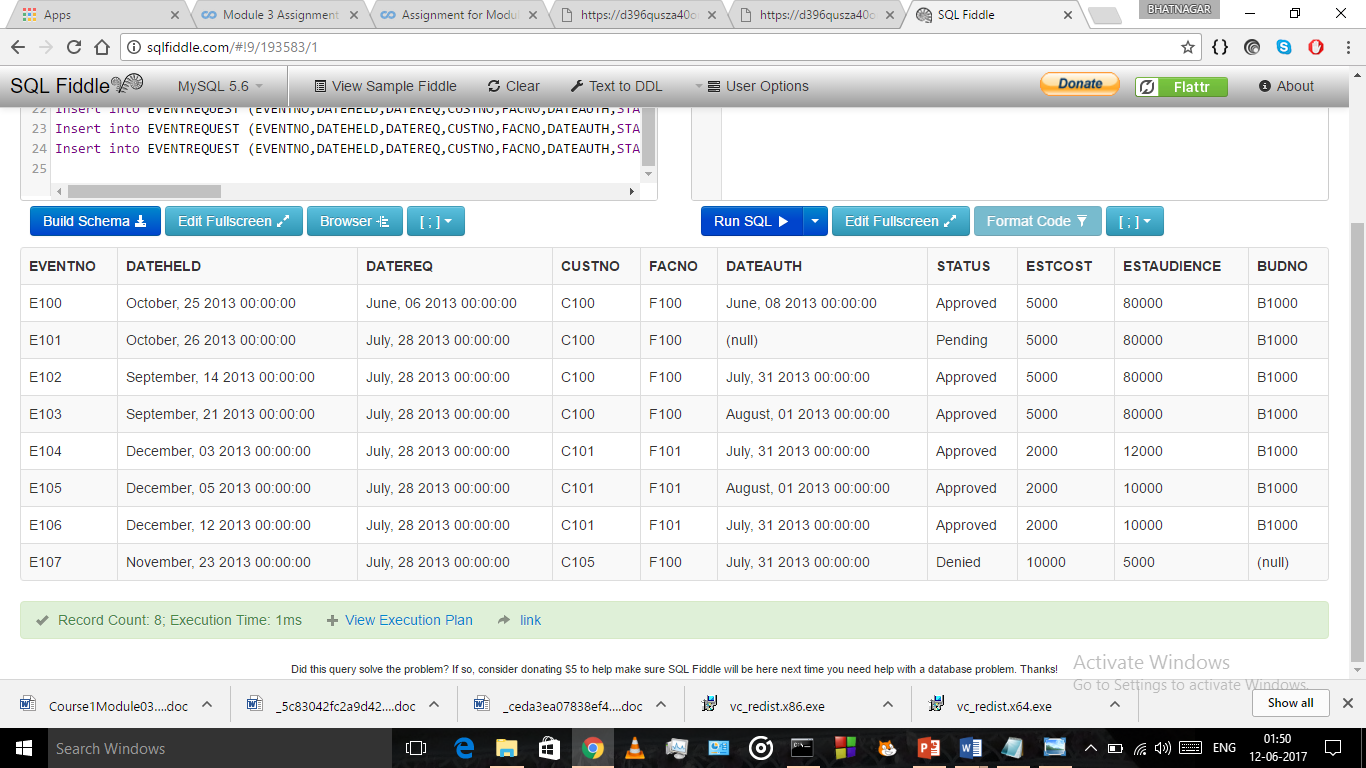 Apps
Module 3 Assignment
Assignment for Modul
https://d396qusza40o
https://d396qusza40o
SQL Fiddle
BHATNAGAR
sqlfiddle.com/#!9/193583/1
SQL Fiddle
MySQL 5.6
View Sample Fiddle
Clear
Text to DDL
User Options
Donate
Flattr
About
22 Insert into EVENTREQUEST (EVENTNO,DATEHELD,DATEREQ,CUSTNO,FACNO,DATEAUTH,STA
23 Insert into EVENTREQUEST (EVENTNO,DATEHELD,DATEREQ,CUSTNO,FACNO,DATEAUTH,STA
24 Insert into EVENTREQUEST (EVENTNO,DATEHELD,DATEREQ,CUSTNO,FACNO,DATEAUTH,STA
25
Build Schema
Edit Fullscreen
Browser
[ ; ]
Run SQL
Edit Fullscreen
Format Code
[ ; ]
EVENTNO DATEHELD DATEREQ CUSTNO FACNO DATEAUTH STATUS ESTCOST ESTAUDIENCE BUDNO
E100 October, 25 2013 00:00:00 June, 06 2013 00:00:00 C100 F100 June, 08 2013 00:00:00 Approved 5000 80000 B1000
E101 October, 26 2013 00:00:00 July, 28 2013 00:00:00 C100 F100 (null) Pending 5000 80000 B1000
E102 September, 14 2013 00:00:00 July, 28 2013 00:00:00 C100 F100 July, 31 2013 00:00:00 Approved 5000 80000 B1000
E103 September, 21 2013 00:00:00 July, 28 2013 00:00:00 C100 F100 August, 01 2013 00:00:00 Approved 5000 80000 B1000
E104 December, 03 2013 00:00:00 July, 28 2013 00:00:00 C101 F101 July, 31 2013 00:00:00 Approved 2000 12000 B1000
E105 December, 05 2013 00:00:00 July, 28 2013 00:00:00 C101 F101 August, 01 2013 00:00:00 Approved 2000 10000 B1000
E106 December, 12 2013 00:00:00 July, 28 2013 00:00:00 C101 F101 July, 31 2013 00:00:00 Approved 2000 10000 B1000
E107 November, 23 2013 00:00:00 July, 28 2013 00:00:00 C105 F100 July, 31 2013 00:00:00 Denied 10000 5000 (null)
Record Count: 8; Execution Time: 1ms
View Execution Plan
link
Did this query solve the problem? If so, consider donating $5 to help make sure SQL Fiddle will be here next time you need help with a database problem. Thanks!
Activate Windows
Go to Settings to activate Windows.
Course1Module03....doc
_5c83042fc2a9d42....doc
_ceda3ea07838ef4....doc
vc_redist.x86.exe
vc_redist.x64.exe
Show all
Search Windows
ENG
01:50
12-06-2017